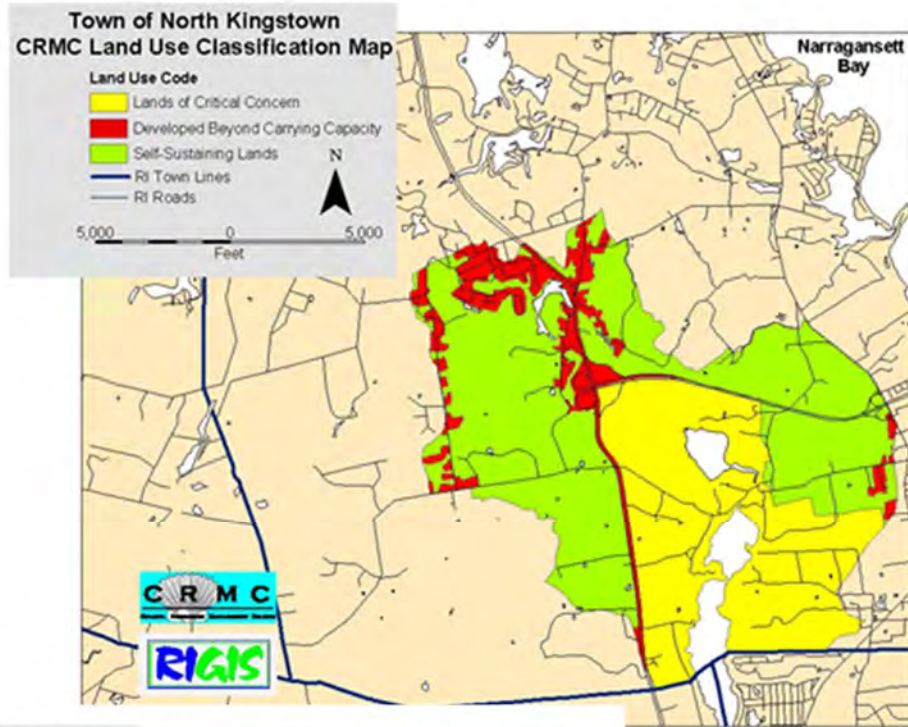 Town of North Kingstown
CRMC Land Use Classification Map
Land Use Code
Lands of Critical Concern
Developed Beyond Carrying Capacity
Self-Sustaining Lands
RI Town Lines
RI Roads
N
5,000 0 5,000
Feet
Narragansett
Bay
CRMC
RIGIS